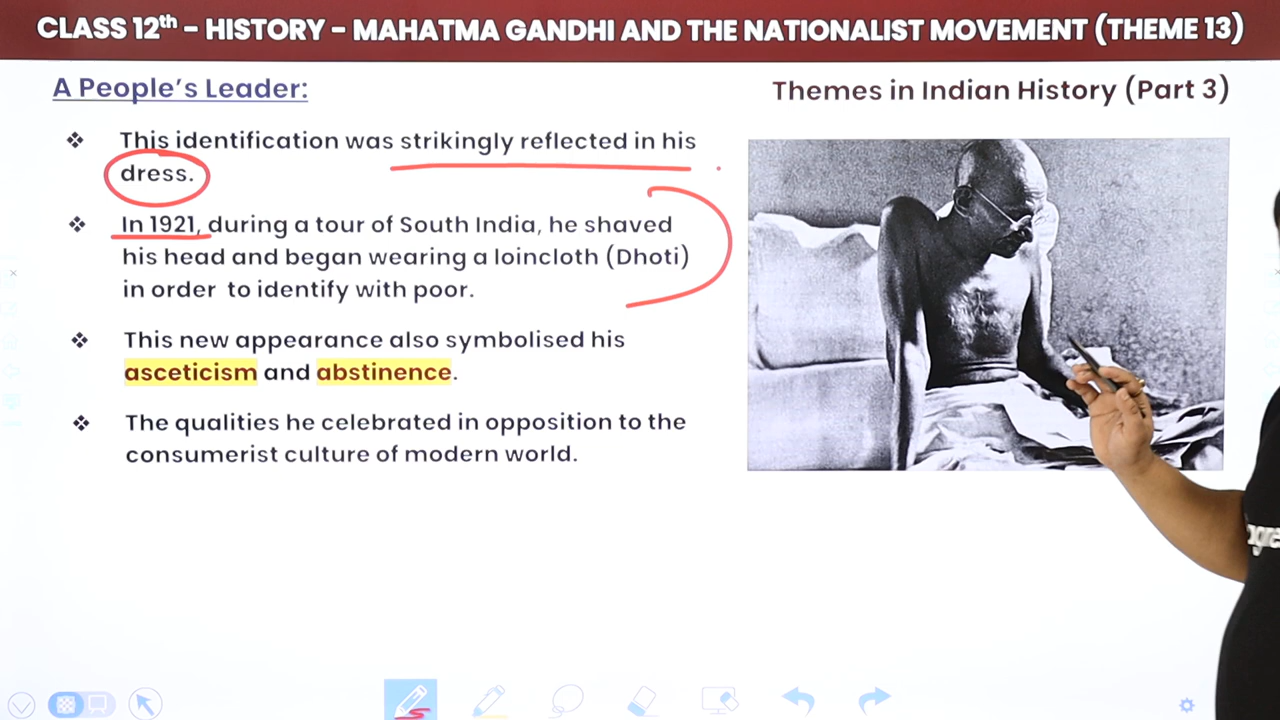 CLASS 12th - HISTORY - MAHATMA GANDHI AND THE NATIONALIST MOVEMENT (THEME 13)
A People's Leader:
Themes in Indian History (Part 3)
❖ This identification was strikingly reflected in his
dress.
❖ In 1921, during a tour of South India, he shaved
his head and began wearing a loincloth (Dhoti)
in order to identify with poor.
❖ This new appearance also symbolised his
asceticism and abstinence.
❖ The qualities he celebrated in opposition to the
consumerist culture of modern world.